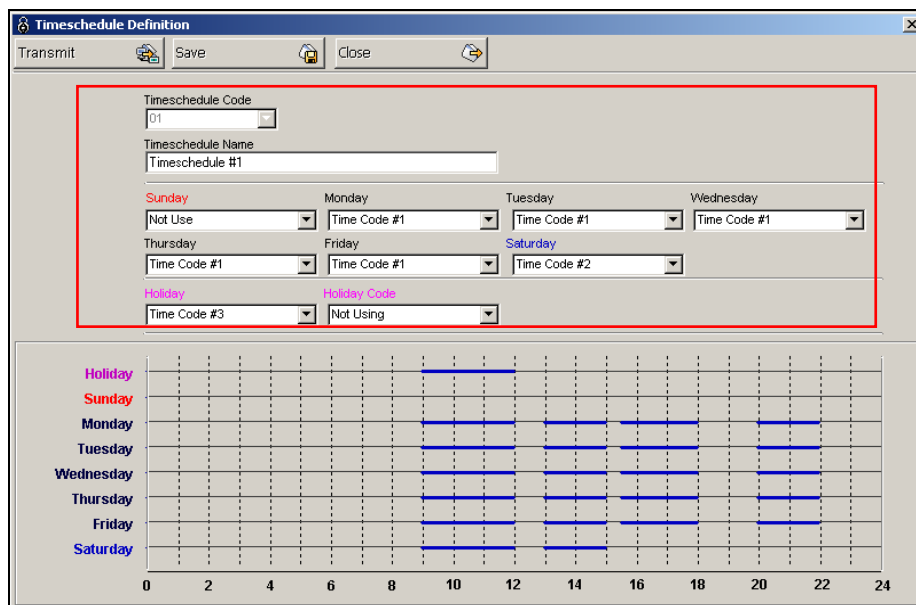 Timeschedule Definition
Transmit Save Close
Timeschedule Code
01
Timeschedule Name
Timeschedule #1
Sunday Monday Tuesday Wednesday
Not Use Time Code #1 Time Code #1 Time Code #1
Thursday Friday Saturday
Time Code #1 Time Code #1 Time Code #2
Holiday Holiday Code
Time Code #3 Not Using
Holiday
Sunday
Monday
Tuesday
Wednesday
Thursday
Friday
Saturday
0 2 4 6 8 10 12 14 16 18 20 22 24